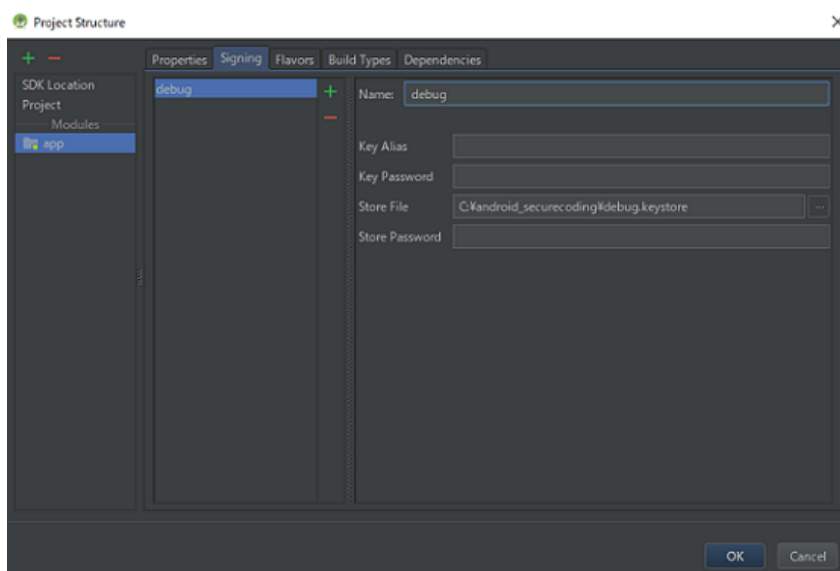 Project Structure
Properties Signing Flavors Build Types Dependencies
SDK Location
Project
Modules
app
debug
Name: debug
Key Alias
Key Password
Store File C:¥android_securecoding¥debug.keystore ...
Store Password
OK Cancel